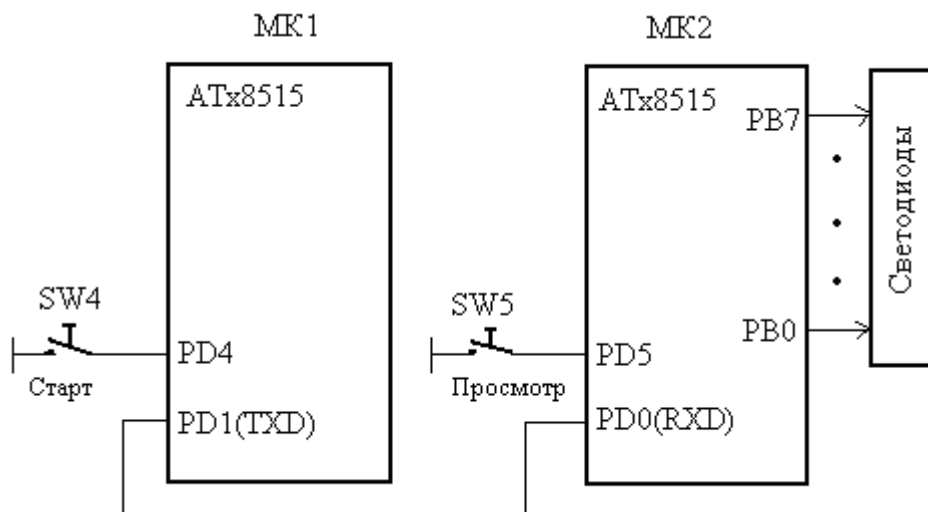 МК1
МК2
ATx8515
ATx8515
PB7
Светодиоды
SW4
SW5
PB0
PD4
PD5
Старт
Просмотр
PD1(TXD)
PD0(RXD)